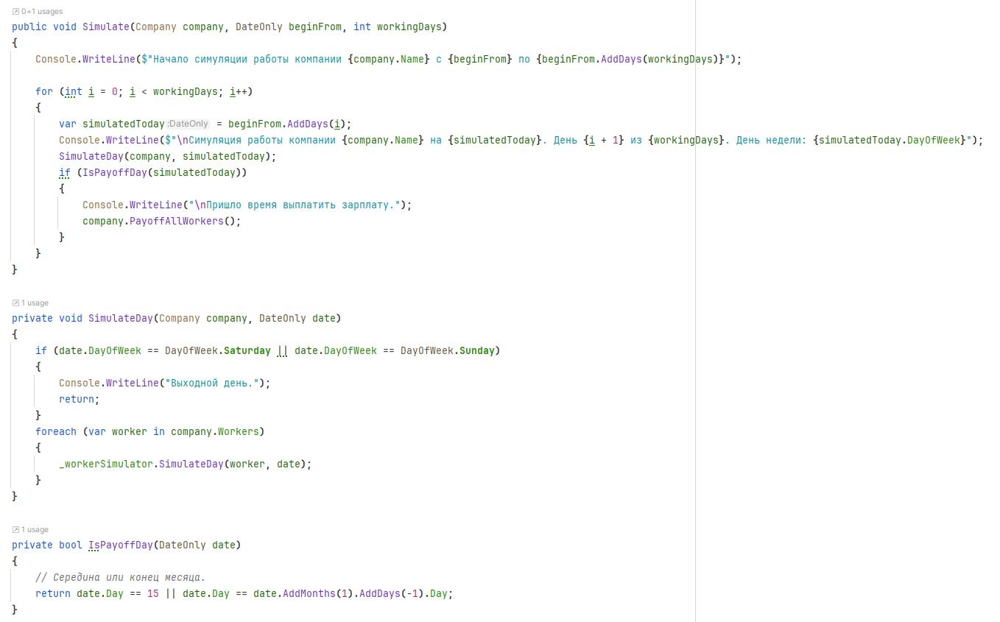 0+1 usages
public void Simulate(Company company, DateOnly beginFrom, int workingDays)
{
    Console.WriteLine($"Начало симуляции работы компании {company.Name} с {beginFrom} по {beginFrom.AddDays(workingDays)}");

    for (int i = 0; i < workingDays; i++)
    {
        var simulatedToday :DateOnly = beginFrom.AddDays(i);
        Console.WriteLine($"\nСимуляция работы компании {company.Name} на {simulatedToday}. День {i + 1} из {workingDays}. День недели: {simulatedToday.DayOfWeek}");
        SimulateDay(company, simulatedToday);
        if (IsPayoffDay(simulatedToday))
        {
            Console.WriteLine("\nПришло время выплатить зарплату.");
            company.PayoffAllWorkers();
        }
    }
}

1 usage
private void SimulateDay(Company company, DateOnly date)
{
    if (date.DayOfWeek == DayOfWeek.Saturday || date.DayOfWeek == DayOfWeek.Sunday)
    {
        Console.WriteLine("Выходной день.");
        return;
    }
    foreach (var worker in company.Workers)
    {
        _workerSimulator.SimulateDay(worker, date);
    }
}

1 usage
private bool IsPayoffDay(DateOnly date)
{
    // Середина или конец месяца.
    return date.Day == 15 || date.Day == date.AddMonths(1).AddDays(-1).Day;
}